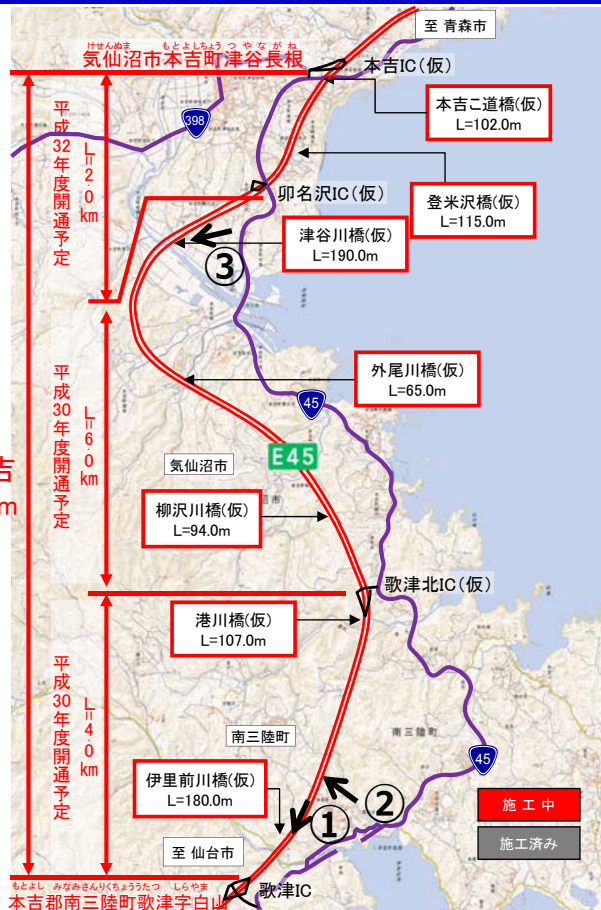 至 青森市
けせんぬま もとよしちょう つやながね
気仙沼市本吉町津谷長根
本吉IC(仮)
398
本吉こ道橋(仮)
L=102.0m
平成32年度開通予定
L=2.0km
卯名沢IC(仮)
登米沢橋(仮)
L=115.0m
津谷川橋(仮)
L=190.0m
③
外尾川橋(仮)
L=65.0m
45
平成30年度開通予定
L=6.0km
吉
m
E45
気仙沼市
柳沢川橋(仮)
L=94.0m
歌津北IC(仮)
港川橋(仮)
L=107.0m
平成30年度開通予定
L=4.0km
南三陸町
南三陸町
45
伊里前川橋(仮)
L=180.0m
①
②
施工中
施工済み
至 仙台市
歌津IC
もとよし みなみさんりくちょううたつ しらやま
本吉郡南三陸町歌津字白山